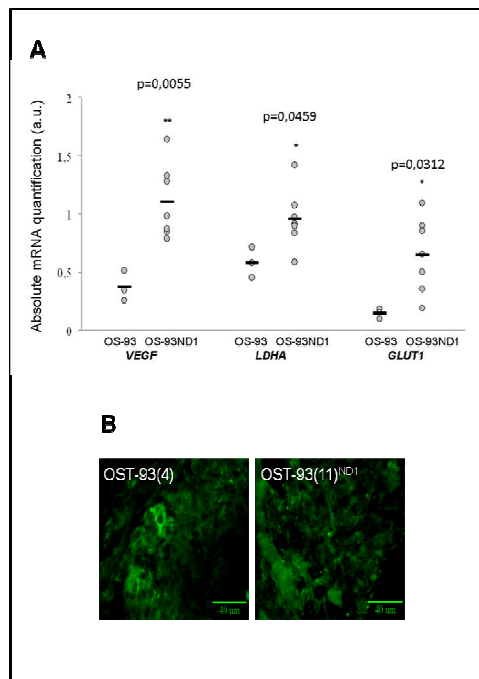 A
p=0,0055
p=0,0459
p=0,0312
**
*
*
Absolute mRNA quantification (a.u.)
2
1,5
1
0,5
0
OS-93 OS-93ND1 OS-93 OS-93ND1 OS-93 OS-93ND1
VEGF LDHA GLUT1
B
OST-93(4) OST-93(11)ND1
40 um 40 um